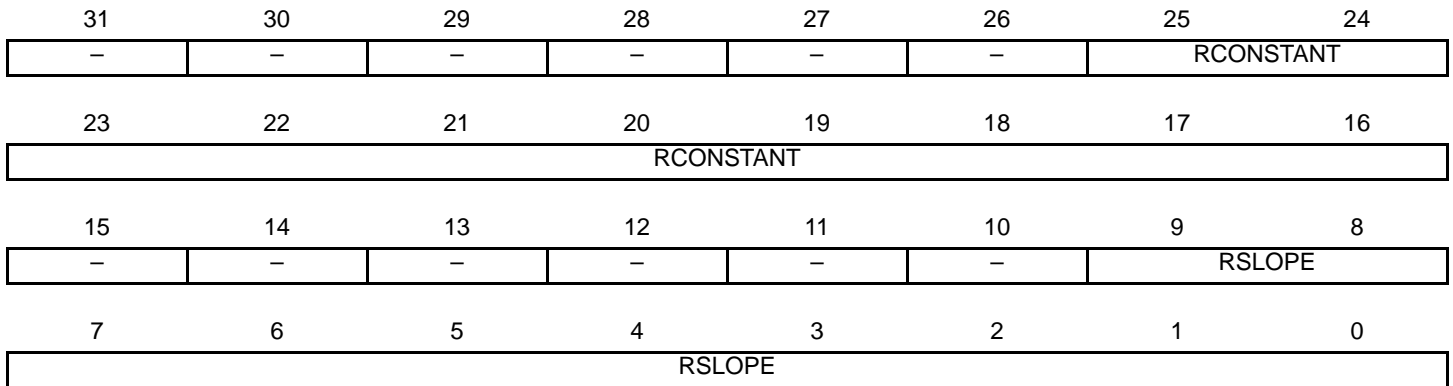 31 30 29 28 27 26 25 24
– – – – – – RCONSTANT
23 22 21 20 19 18 17 16
RCONSTANT
15 14 13 12 11 10 9 8
– – – – – – RSLOPE
7 6 5 4 3 2 1 0
RSLOPE